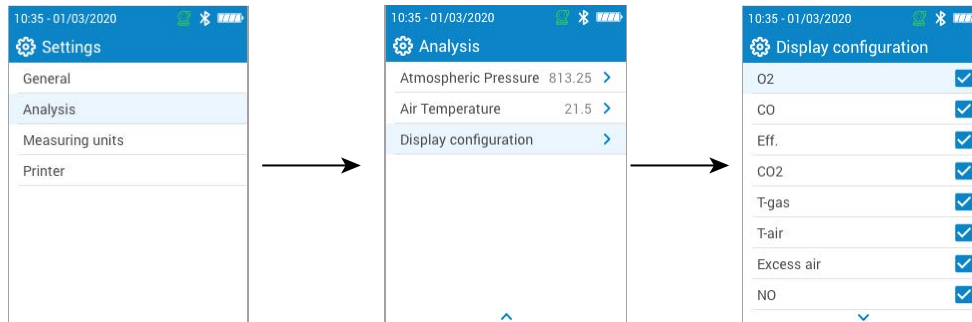 10:35 - 01/03/2020
Settings
General
Analysis
Measuring units
Printer
10:35 - 01/03/2020
Analysis
Atmospheric Pressure 813.25
Air Temperature 21.5
Display configuration
10:35 - 01/03/2020
Display configuration
O2
CO
Eff.
CO2
T-gas
T-air
Excess air
NO